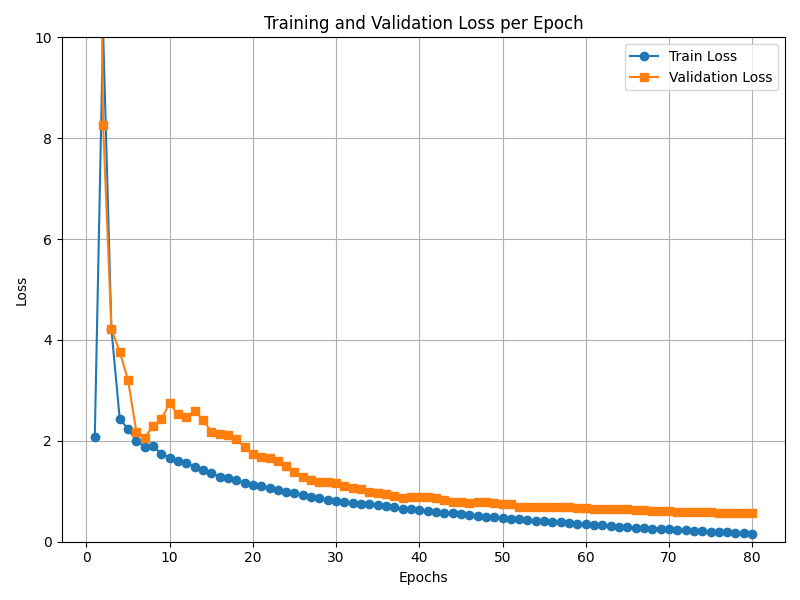 Training and Validation Loss per Epoch
Train Loss
Validation Loss
Loss
10
8
6
4
2
0
0 10 20 30 40 50 60 70 80
Epochs